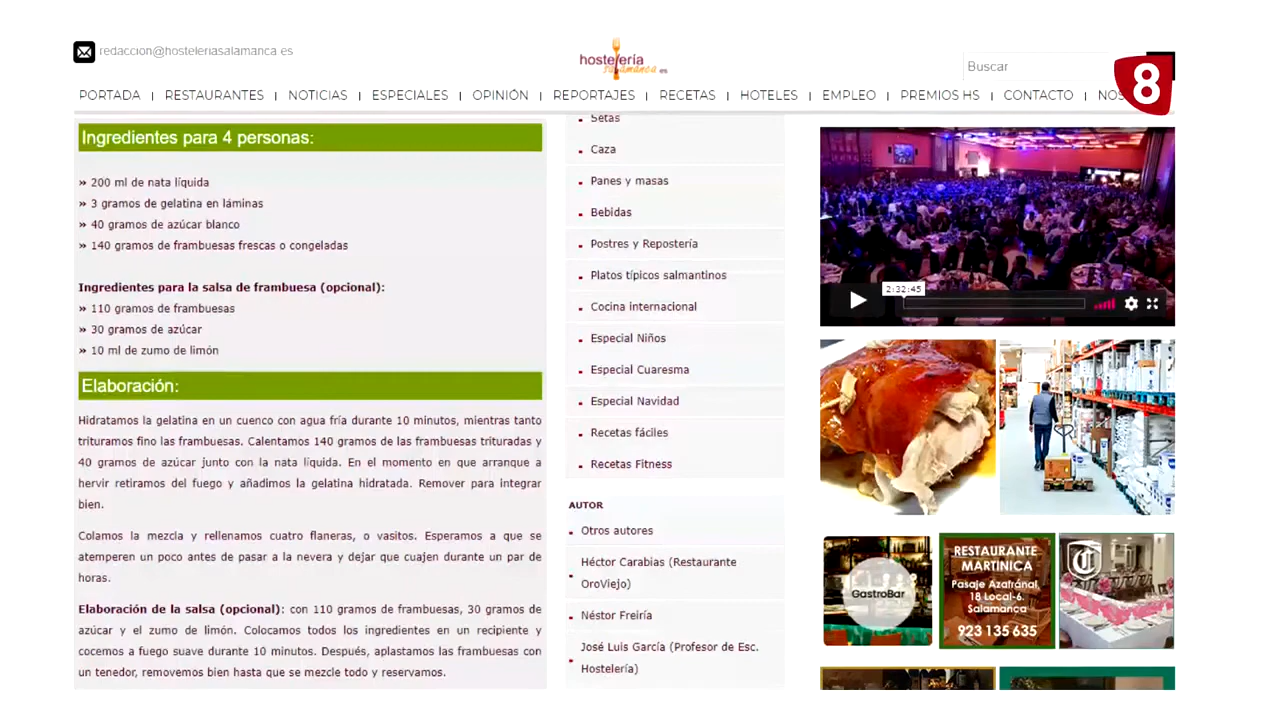 redaccion@hosteleriasalamanca.es
hostelería
salamanca.es
Buscar
8
PORTADA | RESTAURANTES | NOTICIAS | ESPECIALES | OPINIÓN | REPORTAJES | RECETAS | HOTELES | EMPLEO | PREMIOS HS | CONTACTO | NOS
Ingredientes para 4 personas:
» 200 ml de nata líquida
» 3 gramos de gelatina en láminas
» 40 gramos de azúcar blanco
» 140 gramos de frambuesas frescas o congeladas
Ingredientes para la salsa de frambuesa (opcional):
» 110 gramos de frambuesas
» 30 gramos de azúcar
» 10 ml de zumo de limón
Elaboración:
Hidratamos la gelatina en un cuenco con agua fría durante 10 minutos, mientras tanto
trituramos fino las frambuesas. Calentamos 140 gramos de las frambuesas trituradas y
40 gramos de azúcar junto con la nata líquida. En el momento en que arranque a
hervir retiramos del fuego y añadimos la gelatina hidratada. Remover para integrar
bien.
Colamos la mezcla y rellenamos cuatro flaneras, o vasitos. Esperamos a que se
atemperen un poco antes de pasar a la nevera y dejar que cuajen durante un par de
horas.
Elaboración de la salsa (opcional): con 110 gramos de frambuesas, 30 gramos de
azúcar y el zumo de limón. Colocamos todos los ingredientes en un recipiente y
cocemos a fuego suave durante 10 minutos. Después, aplastamos las frambuesas con
un tenedor, removemos bien hasta que se mezcle todo y reservamos.
Setas
Caza
Panes y masas
Bebidas
Postres y Repostería
Platos típicos salmantinos
Cocina internacional
Especial Niños
Especial Cuaresma
Especial Navidad
Recetas fáciles
Recetas Fitness
AUTOR
Otros autores
Héctor Carabias (Restaurante
OroViejo)
Néstor Freiría
José Luis García (Profesor de Esc.
Hostelería)
2:32:45
GastroBar
RESTAURANTE
MARTINICA
Pasaje Azafranal,
18 Local-6.
Salamanca
923 135 635